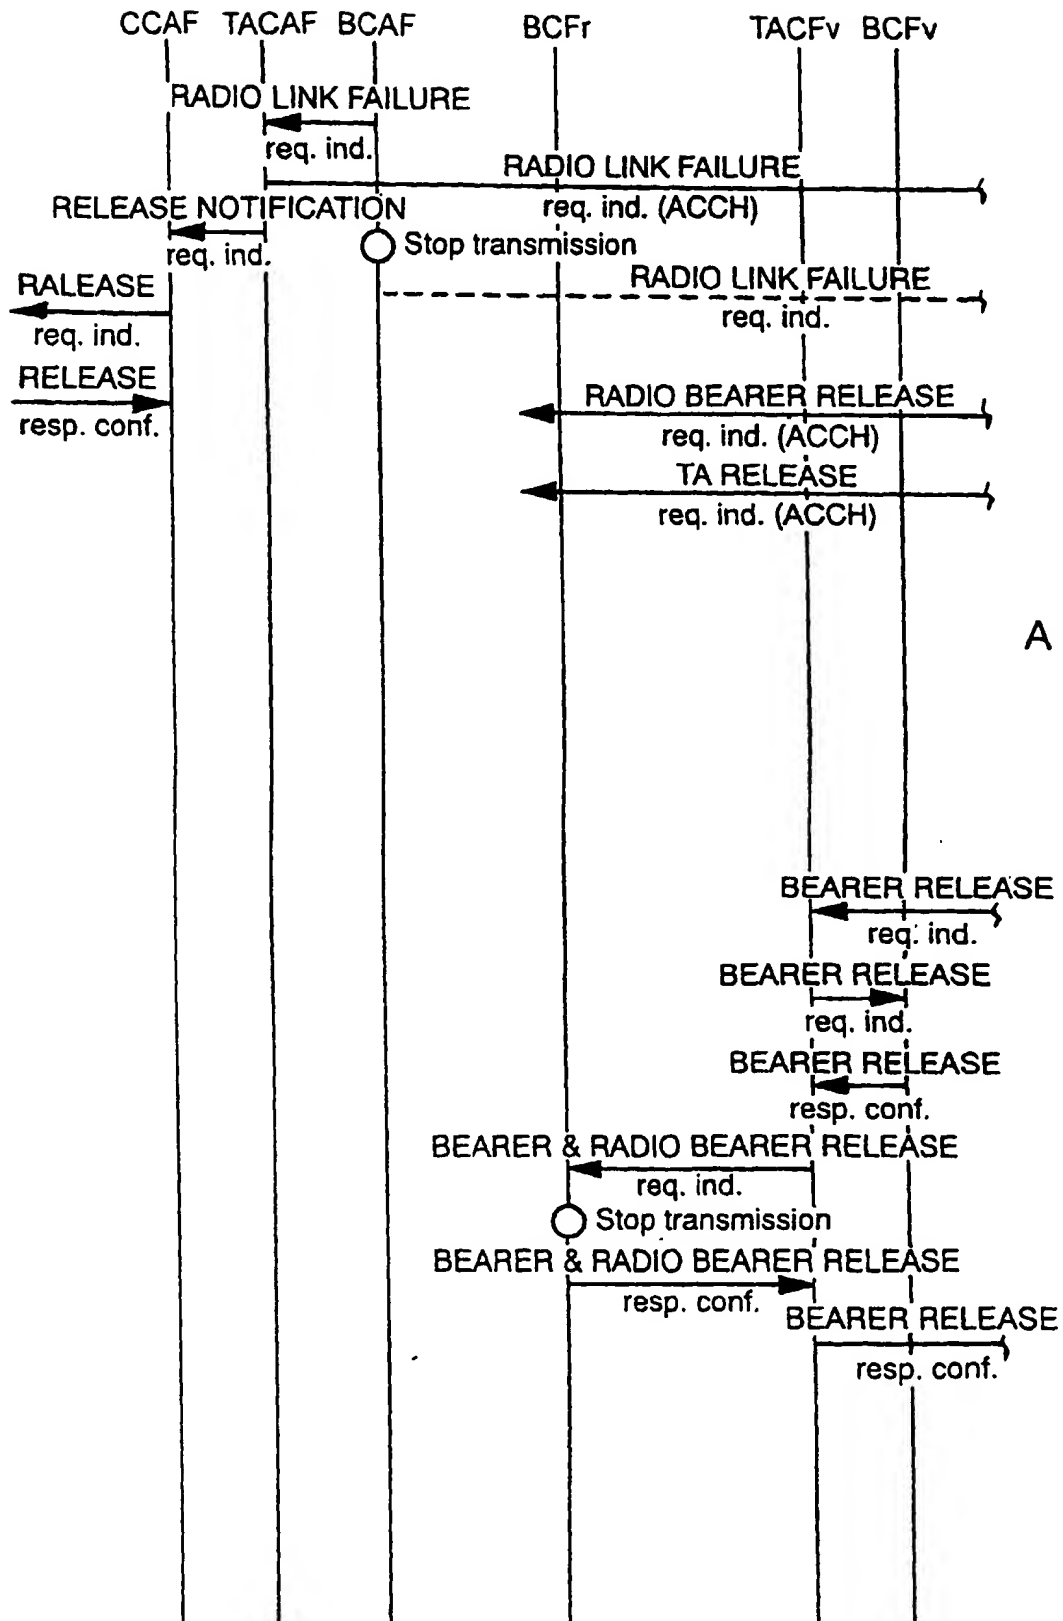 CCAF TACAF BCAF BCFr TACFv BCFv
RADIO LINK FAILURE
req. ind.
RADIO LINK FAILURE
req. ind. (ACCH)
RELEASE NOTIFICATION
req. ind.
Stop transmission
RALEASE
req. ind.
RADIO LINK FAILURE
req. ind.
RELEASE
resp. conf.
RADIO BEARER RELEASE
req. ind. (ACCH)
TA RELEASE
req. ind. (ACCH)
A
BEARER RELEASE
req. ind.
BEARER RELEASE
req. ind.
BEARER RELEASE
resp. conf.
BEARER & RADIO BEARER RELEASE
req. ind.
Stop transmission
BEARER & RADIO BEARER RELEASE
resp. conf.
BEARER RELEASE
resp. conf.